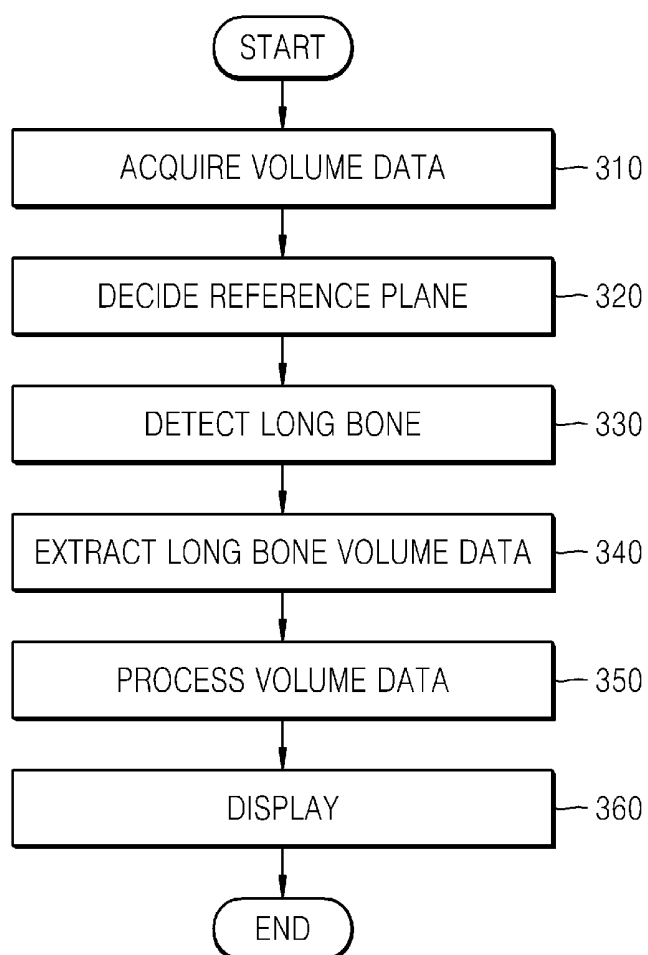 START
ACQUIRE VOLUME DATA 310
DECIDE REFERENCE PLANE 320
DETECT LONG BONE 330
EXTRACT LONG BONE VOLUME DATA 340
PROCESS VOLUME DATA 350
DISPLAY 360
END